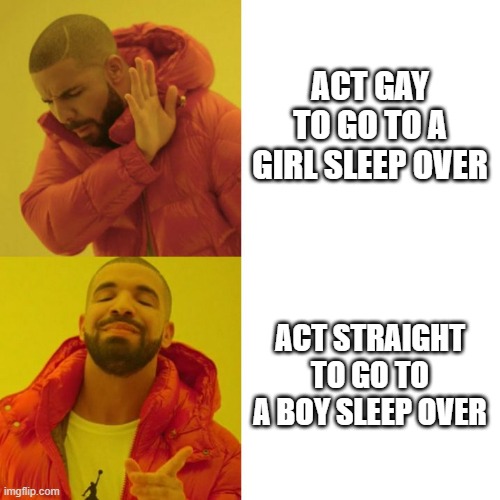 ACT GAY
TO GO TO A
GIRL SLEEP OVER
ACT STRAIGHT
TO GO TO
A BOY SLEEP OVER
imgflip.com